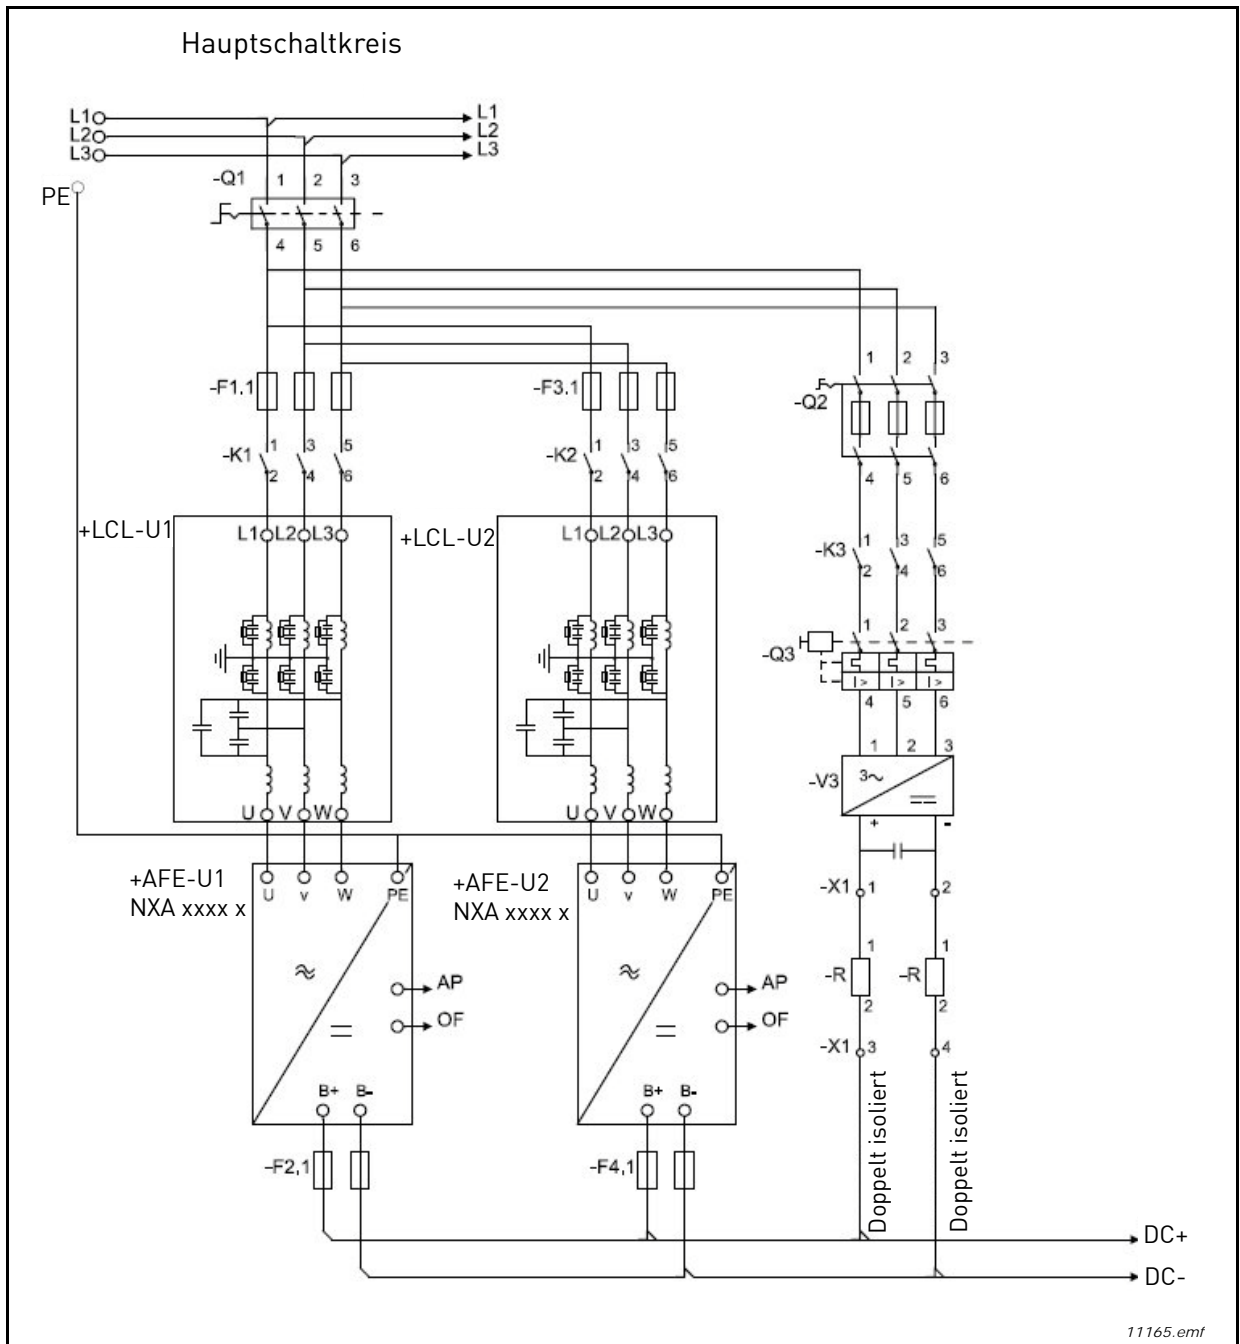 Hauptschaltkreis
L1 L1
L2 L2
L3 L3
PE
-Q1 1 2 3
4 5 6
1 2 3
-F1.1 -F3.1
-Q2
-K1 1 3 5
2 4 6
-K2 1 3 5
2 4 6
4 5 6
+LCL-U1 L1 L2 L3
+LCL-U2 L1 L2 L3
-K3 1 3 5
2 4 6
1 2 3
-Q3
I> I> I>
4 5 6
1 2 3
-V3 3~
+ -
U V W
U V W
+AFE-U1
NXA xxxx x
U v W PE
+AFE-U2
NXA xxxx x
U v W PE
-X1 1 2
1 1
-R -R
2 2
AP AP
OF OF
-X1 3 4
B+ B-
B+ B-
Doppelt isoliert
Doppelt isoliert
-F2,1 -F4,1
DC+
DC-
11165.emf